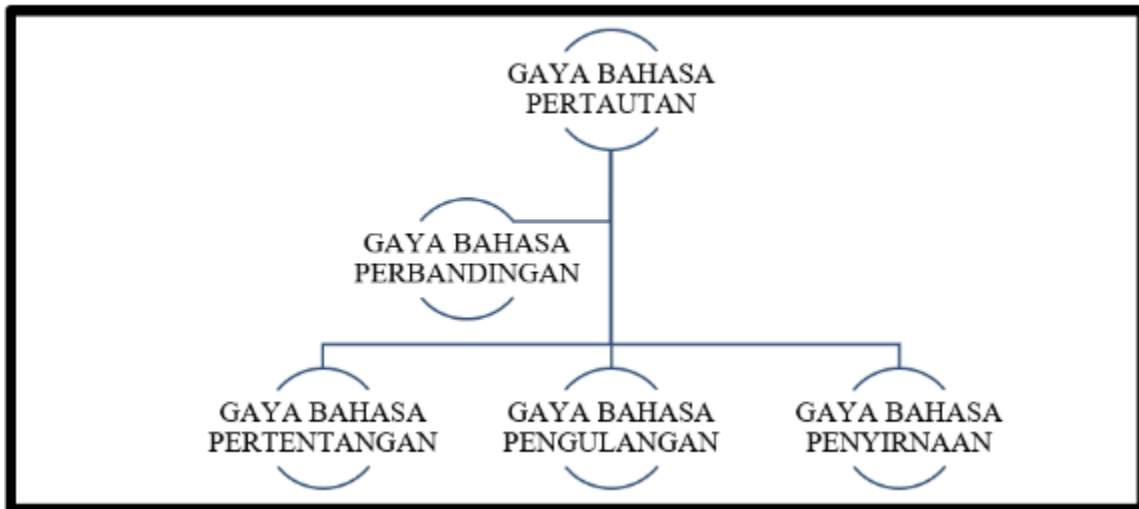 GAYA BAHASA
PERTAUTAN
GAYA BAHASA
PERBANDINGAN
GAYA BAHASA
PERTENTANGAN
GAYA BAHASA
PENGULANGAN
GAYA BAHASA
PENYIRNAAN